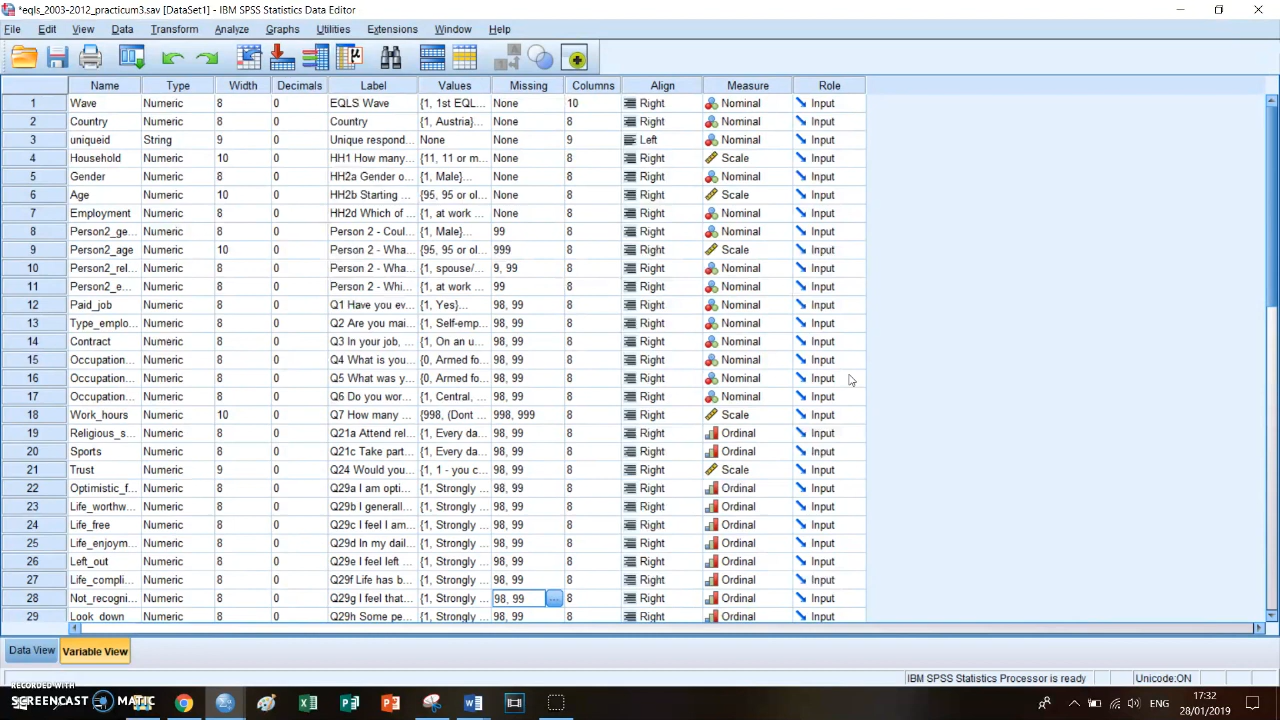 *eqls_2003-2012_practicum3.sav [DataSet1] - IBM SPSS Statistics Data Editor
File Edit View Data Transform Analyze Graphs Utilities Extensions Window Help
Name Type Width Decimals Label Values Missing Columns Align Measure Role
1 Wave Numeric 8 0 EQLS Wave {1, 1st EQL... None 10 Right Nominal Input
2 Country Numeric 8 0 Country {1, Austria}... None 8 Right Nominal Input
3 uniqueid String 9 0 Unique respond... None None 9 Left Nominal Input
4 Household Numeric 10 0 HH1 How many... {11, 11 or m... None 8 Right Scale Input
5 Gender Numeric 8 0 HH2a Gender o... {1, Male}... None 8 Right Nominal Input
6 Age Numeric 10 0 HH2b Starting ... {95, 95 or ol... None 8 Right Scale Input
7 Employment Numeric 8 0 HH2d Which of ... {1, at work ... None 8 Right Nominal Input
8 Person2_ge... Numeric 8 0 Person 2 - Coul... {1, Male}... 99 8 Right Nominal Input
9 Person2_age Numeric 10 0 Person 2 - Wha... {95, 95 or ol... 999 8 Right Scale Input
10 Person2_rel... Numeric 8 0 Person 2 - Wha... {1, spouse/... 9, 99 8 Right Nominal Input
11 Person2_e... Numeric 8 0 Person 2 - Whi... {1, at work ... 99 8 Right Nominal Input
12 Paid_job Numeric 8 0 Q1 Have you ev... {1, Yes}... 98, 99 8 Right Nominal Input
13 Type_emplo... Numeric 8 0 Q2 Are you mai... {1, Self-emp... 98, 99 8 Right Nominal Input
14 Contract Numeric 8 0 Q3 In your job, ... {1, On an u... 98, 99 8 Right Nominal Input
15 Occupation... Numeric 8 0 Q4 What is you... {0, Armed fo... 98, 99 8 Right Nominal Input
16 Occupation... Numeric 8 0 Q5 What was y... {0, Armed fo... 98, 99 8 Right Nominal Input
17 Occupation... Numeric 8 0 Q6 Do you wor... {1, Central, ... 98, 99 8 Right Nominal Input
18 Work_hours Numeric 10 0 Q7 How many ... {998, (Dont ... 998, 999 8 Right Scale Input
19 Religious_s... Numeric 8 0 Q21a Attend rel... {1, Every da... 98, 99 8 Right Ordinal Input
20 Sports Numeric 8 0 Q21c Take part... {1, Every da... 98, 99 8 Right Ordinal Input
21 Trust Numeric 9 0 Q24 Would you... {1, 1 - you c... 98, 99 8 Right Scale Input
22 Optimistic_f... Numeric 8 0 Q29a I am opti... {1, Strongly ... 98, 99 8 Right Ordinal Input
23 Life_worthw... Numeric 8 0 Q29b I generall... {1, Strongly ... 98, 99 8 Right Ordinal Input
24 Life_free Numeric 8 0 Q29c I feel I am... {1, Strongly ... 98, 99 8 Right Ordinal Input
25 Life_enjoym... Numeric 8 0 Q29d In my dail... {1, Strongly ... 98, 99 8 Right Ordinal Input
26 Left_out Numeric 8 0 Q29e I feel left ... {1, Strongly ... 98, 99 8 Right Ordinal Input
27 Life_compli... Numeric 8 0 Q29f Life has b... {1, Strongly ... 98, 99 8 Right Ordinal Input
28 Not_recogni... Numeric 8 0 Q29g I feel that... {1, Strongly ... 98, 99 ... 8 Right Ordinal Input
29 Look_down Numeric 8 0 Q29h Some pe... {1, Strongly ... 98, 99 8 Right Ordinal Input
Data View Variable View
IBM SPSS Statistics Processor is ready Unicode:ON
RECORDED WITH
SCREENCAST MATIC
ENG 17:32
28/01/2019